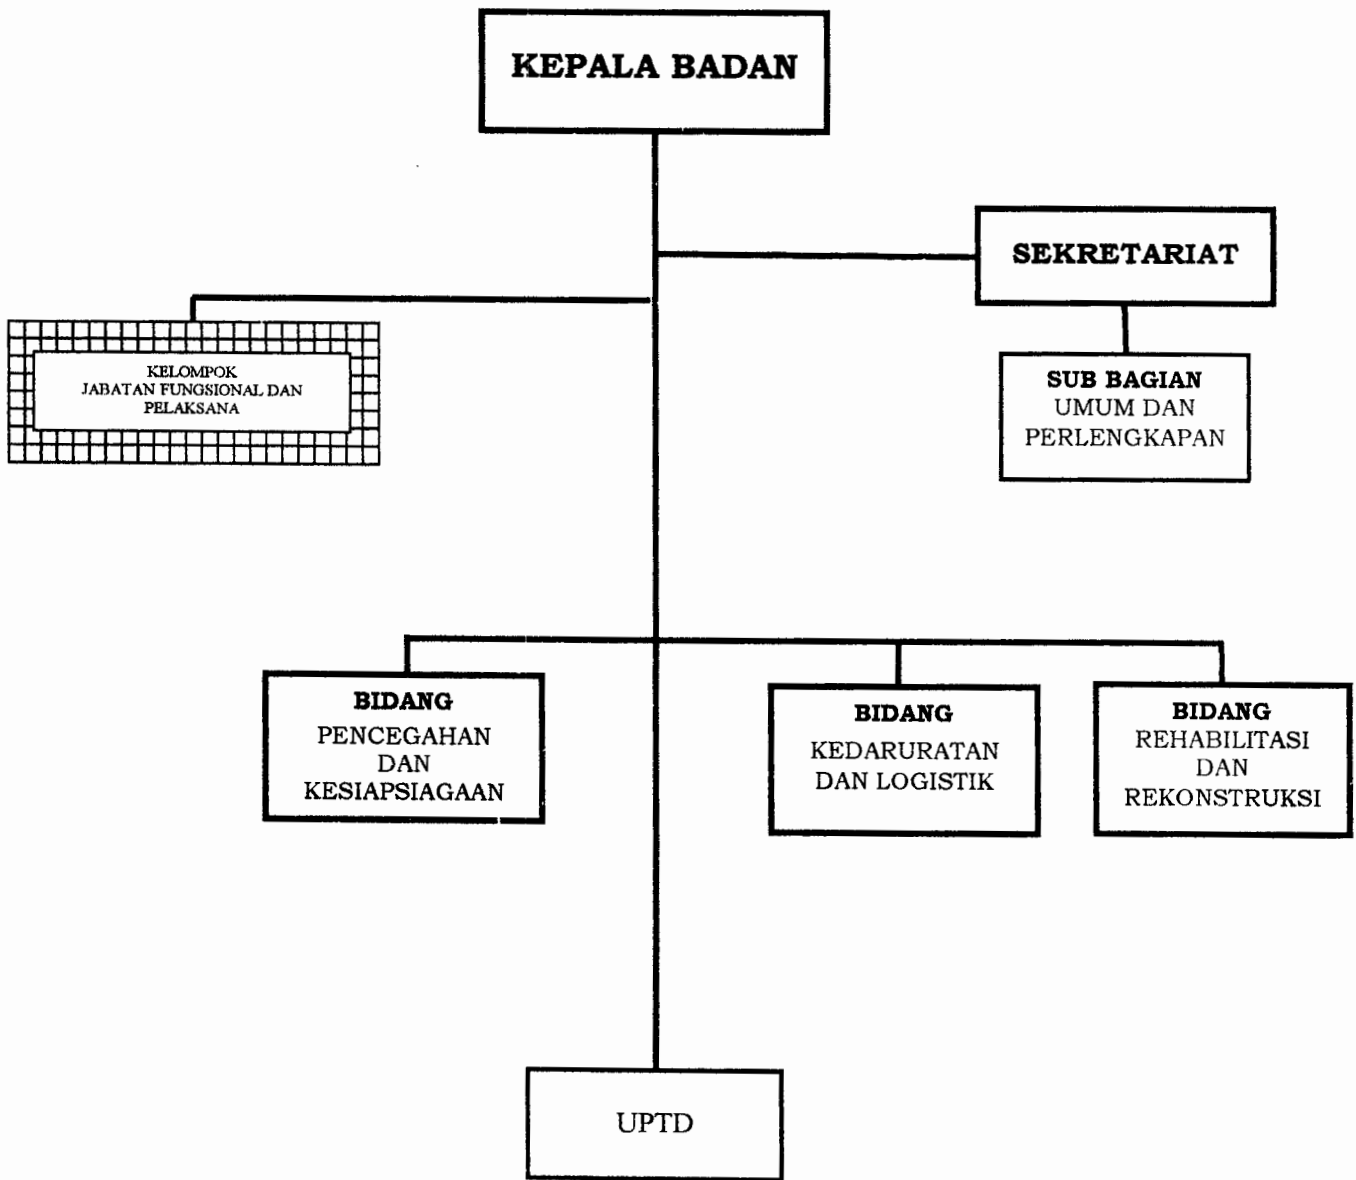 KEPALA BADAN
SEKRETARIAT
KELOMPOK
JABATAN FUNGSIONAL DAN
PELAKSANA
SUB BAGIAN
UMUM DAN
PERLENGKAPAN
BIDANG
PENCEGAHAN
DAN
KESIAPSIAGAAN
BIDANG
KEDARURATAN
DAN LOGISTIK
BIDANG
REHABILITASI
DAN
REKONSTRUKSI
UPTD